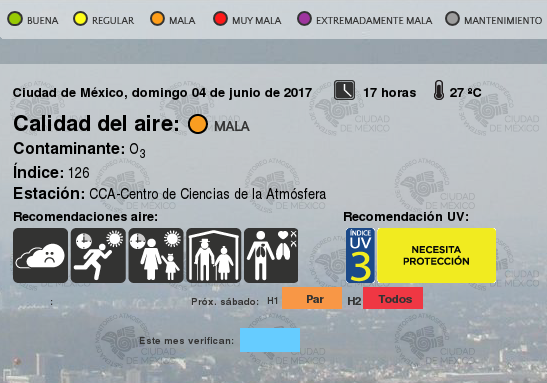 BUENA REGULAR MALA MUY MALA EXTREMADAMENTE MALA MANTENIMIENTO
Ciudad de México, domingo 04 de junio de 2017 17 horas 27 ºC
Calidad del aire: MALA
Contaminante: O3
Índice: 126
Estación: CCA-Centro de Ciencias de la Atmósfera
Recomendaciones aire: Recomendación UV:
ÍNDICE
UV
3
NECESITA
PROTECCIÓN
: Próx. sábado: H1 Par H2 Todos
Este mes verifican: